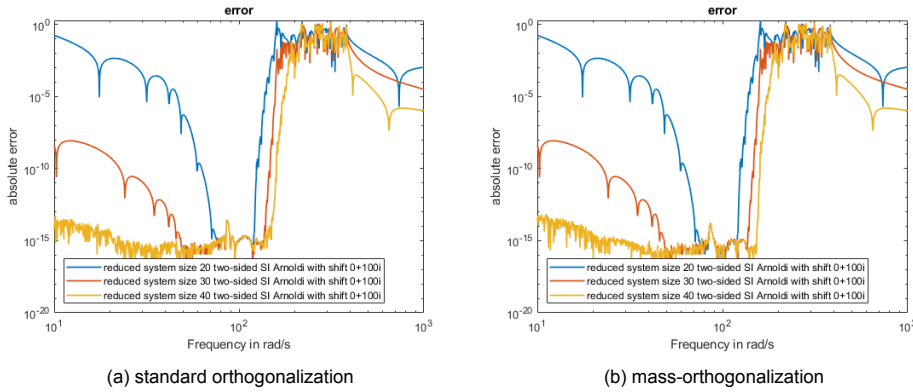 error
absolute error
10^0
10^-5
10^-10
10^-15
10^-20
reduced system size 20 two-sided SI Arnoldi with shift 0+100i
reduced system size 30 two-sided SI Arnoldi with shift 0+100i
reduced system size 40 two-sided SI Arnoldi with shift 0+100i
10^1 10^2 10^3
Frequency in rad/s
(a) standard orthogonalization
error
absolute error
10^0
10^-5
10^-10
10^-15
10^-20
reduced system size 20 two-sided SI Arnoldi with shift 0+100i
reduced system size 30 two-sided SI Arnoldi with shift 0+100i
reduced system size 40 two-sided SI Arnoldi with shift 0+100i
10^1 10^2 10^3
Frequency in rad/s
(b) mass-orthogonalization